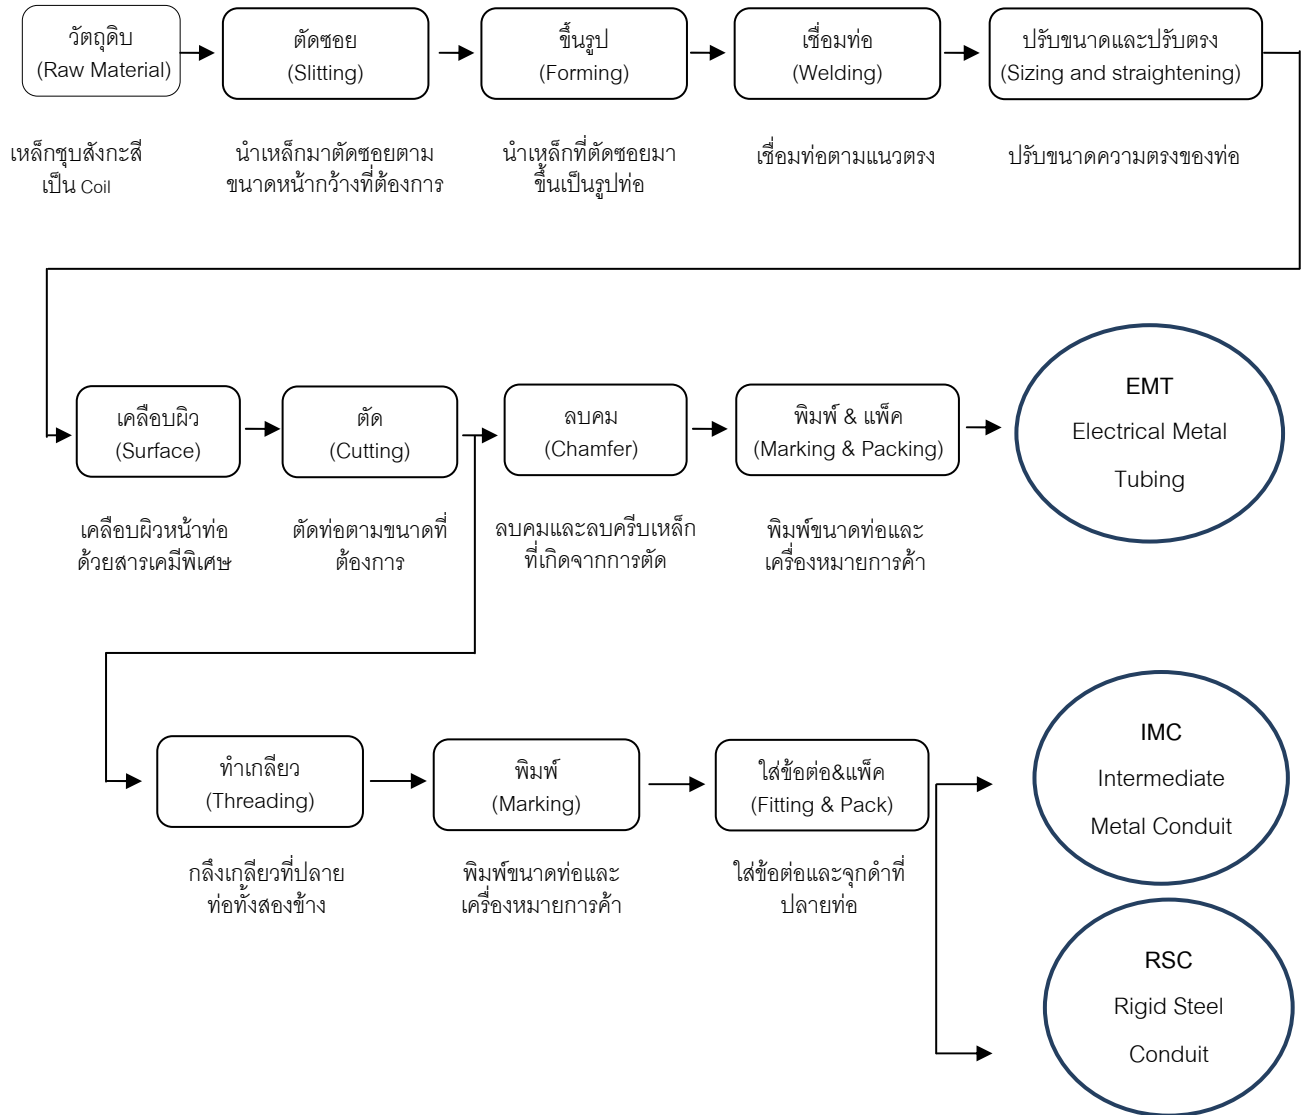 วัตถุดิบ
(Raw Material)
ตัดซอย
(Slitting)
ขึ้นรูป
(Forming)
เชื่อมท่อ
(Welding)
ปรับขนาดและปรับตรง
(Sizing and straightening)
เหล็กชุบสังกะสี
เป็น Coil
นำเหล็กมาตัดซอยตาม
ขนาดหน้ากว้างที่ต้องการ
นำเหล็กที่ตัดซอยมา
ขึ้นเป็นรูปท่อ
เชื่อมท่อตามแนวตรง
ปรับขนาดความตรงของท่อ
เคลือบผิว
(Surface)
ตัด
(Cutting)
ลบคม
(Chamfer)
พิมพ์ & แพ็ค
(Marking & Packing)
EMT
Electrical Metal
Tubing
เคลือบผิวหน้าท่อ
ด้วยสารเคมีพิเศษ
ตัดท่อตามขนาดที่
ต้องการ
ลบคมและลบครีบเหล็ก
ที่เกิดจากการตัด
พิมพ์ขนาดท่อและ
เครื่องหมายการค้า
ทำเกลียว
(Threading)
พิมพ์
(Marking)
ใส่ข้อต่อ&แพ็ค
(Fitting & Pack)
IMC
Intermediate
Metal Conduit
กลึงเกลียวที่ปลาย
ท่อทั้งสองข้าง
พิมพ์ขนาดท่อและ
เครื่องหมายการค้า
ใส่ข้อต่อและจุกดำที่
ปลายท่อ
RSC
Rigid Steel
Conduit